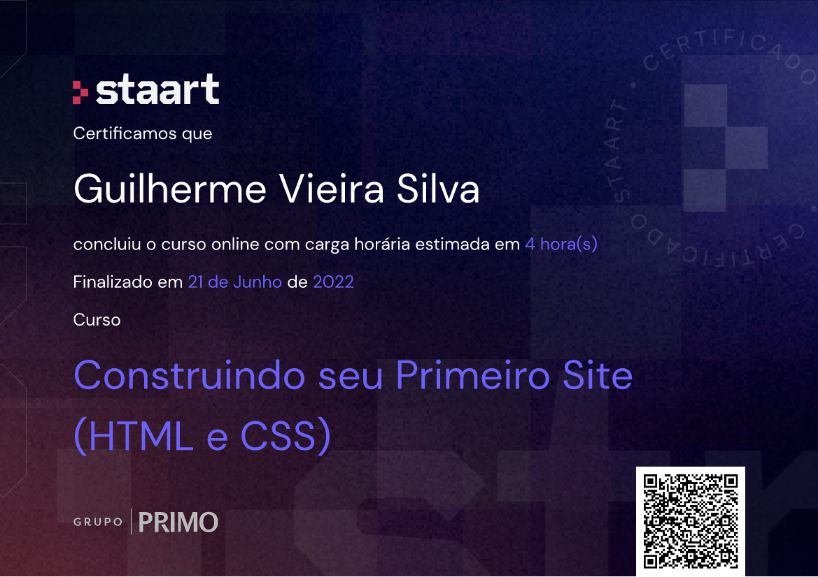 staart
Certificamos que
Guilherme Vieira Silva
concluiu o curso online com carga horária estimada em 4 hora(s)
Finalizado em 21 de Junho de 2022
Curso
Construindo seu Primeiro Site
(HTML e CSS)
GRUPO PRIMO
CERTIFICADO • CERTIFICADO STAART •